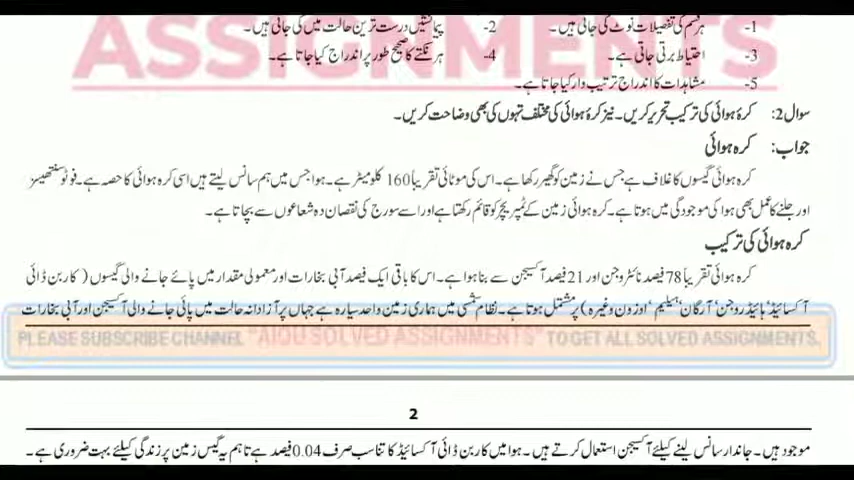 ASSIGNMENTS
1- ہر قسم کی تفصیلات نوٹ کی جاتی ہیں۔ 2- پیمائشیں درست ترین حالت میں کی جاتی ہیں۔
3- احتیاط برتی جاتی ہے۔ 4- ہر نکتے کا صحیح طور پر اندراج کیا جاتا ہے۔
5- مشاہدات کا اندراج ترتیب وار کیا جاتا ہے۔
سوال 2: کرۂ ہوائی کی ترکیب تحریر کریں۔ نیز کرۂ ہوائی کی مختلف تہوں کی بھی وضاحت کریں۔
جواب: کرہ ہوائی
کرہ ہوائی گیسوں کا غلاف ہے جس نے زمین کو گھیر رکھا ہے۔ اس کی موٹائی تقریباً 160 کلومیٹر ہے۔ ہوا جس میں ہم سانس لیتے ہیں اسی کرہ ہوائی کا حصہ ہے۔ فوٹو سنتھیسز
اور جلنے کا عمل بھی ہوا کی موجودگی میں ہوتا ہے۔ کرہ ہوائی زمین کے ٹمپریچر کو قائم رکھتا ہے اور اسے سورج کی نقصان دہ شعاعوں سے بچاتا ہے۔
کرہ ہوائی کی ترکیب
کرہ ہوائی تقریباً 78 فیصد نائٹروجن اور 21 فیصد آکسیجن سے بنا ہوا ہے۔ اس کا باقی ایک فیصد آبی بخارات اور معمولی مقدار میں پائے جانے والی گیسوں (کاربن ڈائی
آکسائیڈ' ہائیڈروجن' آرگان' ہیلیم' اوزون وغیرہ) پر مشتمل ہوتا ہے۔ نظام شمسی میں ہماری زمین واحد سیارہ ہے جہاں پر آزادانہ حالت میں پائی جانے والی آکسیجن اور آبی بخارات
PLEASE SUBSCRIBE CHANNEL "AIOU SOLVED ASSIGNMENTS" TO GET ALL SOLVED ASSIGNMENTS.
2
موجود ہیں۔ جاندار سانس لینے کیلئے آکسیجن استعمال کرتے ہیں۔ ہوا میں کاربن ڈائی آکسائیڈ کا تناسب صرف 0.04 فیصد ہے تاہم یہ گیس زمین پر زندگی کیلئے بہت ضروری ہے۔